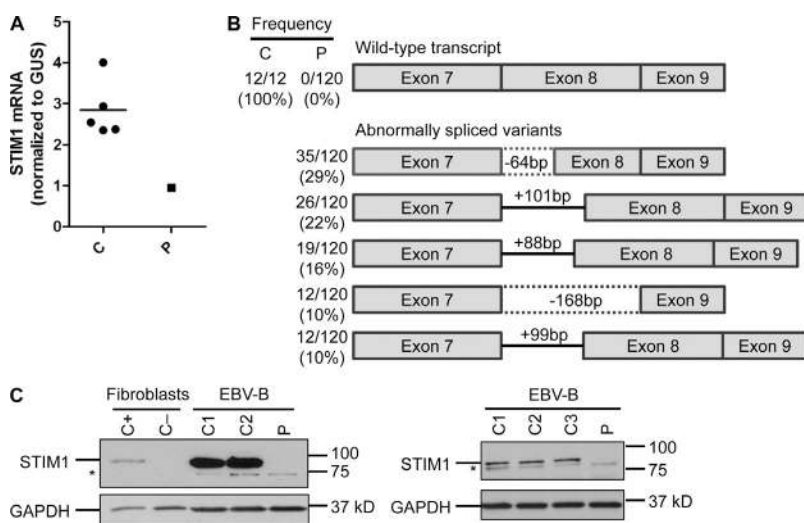 A
STIM1 mRNA
(normalized to GUS)
5
4
3
2
1
0
C
P
B
Frequency
C P
12/12 0/120
(100%) (0%)
Wild-type transcript
Exon 7 Exon 8 Exon 9
Abnormally spliced variants
35/120
(29%)
Exon 7 -64bp Exon 8 Exon 9
26/120
(22%)
Exon 7 +101bp Exon 8 Exon 9
19/120
(16%)
Exon 7 +88bp Exon 8 Exon 9
12/120
(10%)
Exon 7 -168bp Exon 9
12/120
(10%)
Exon 7 +99bp Exon 8 Exon 9
C
Fibroblasts EBV-B
C+ C– C1 C2 P
STIM1
*
100
75
GAPDH
37 kD
EBV-B
C1 C2 C3 P
STIM1
*
100
75
GAPDH
37 kD